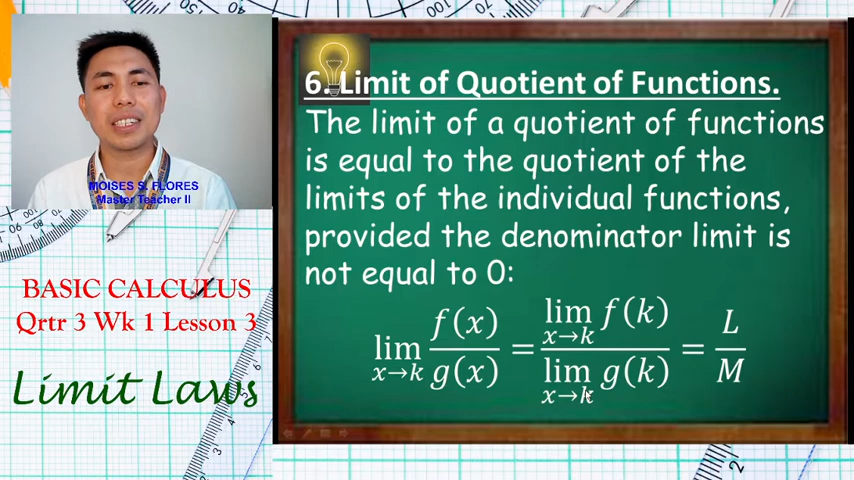 MOISES S. FLORES
Master Teacher II
BASIC CALCULUS
Qrtr 3 Wk 1 Lesson 3
Limit Laws
6. Limit of Quotient of Functions.
The limit of a quotient of functions
is equal to the quotient of the
limits of the individual functions,
provided the denominator limit is
not equal to 0:
lim x→k f(x)/g(x) = lim x→k f(k) / lim x→k g(k) = L/M